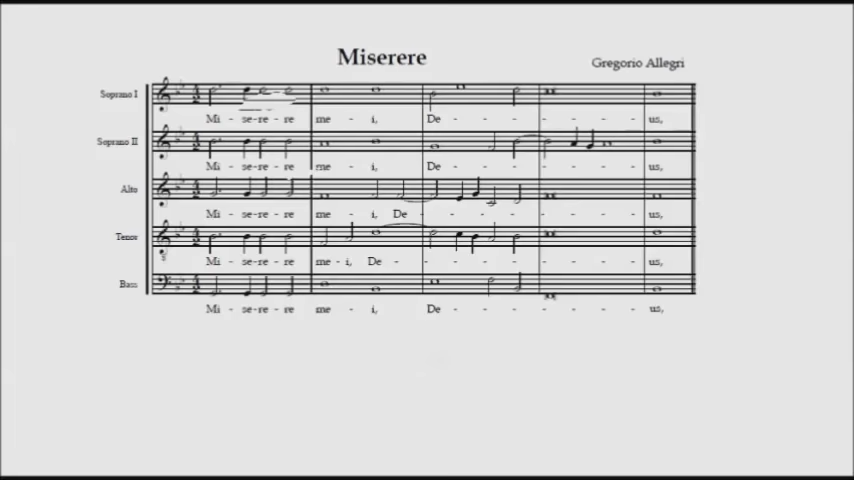 Miserere
Gregorio Allegri
Soprano I
Mi - se-re - re me - i, De - - - - - us,
Soprano II
Mi - se-re - re me - i, De - - - - - - us,
Alto
Mi - se-re - re me - i, De - - - - - - - us,
Tenor
Mi - se-re - re me - i, De - - - - - - - us,
Bass
Mi - se-re - re me - i, De - - - - - - us,